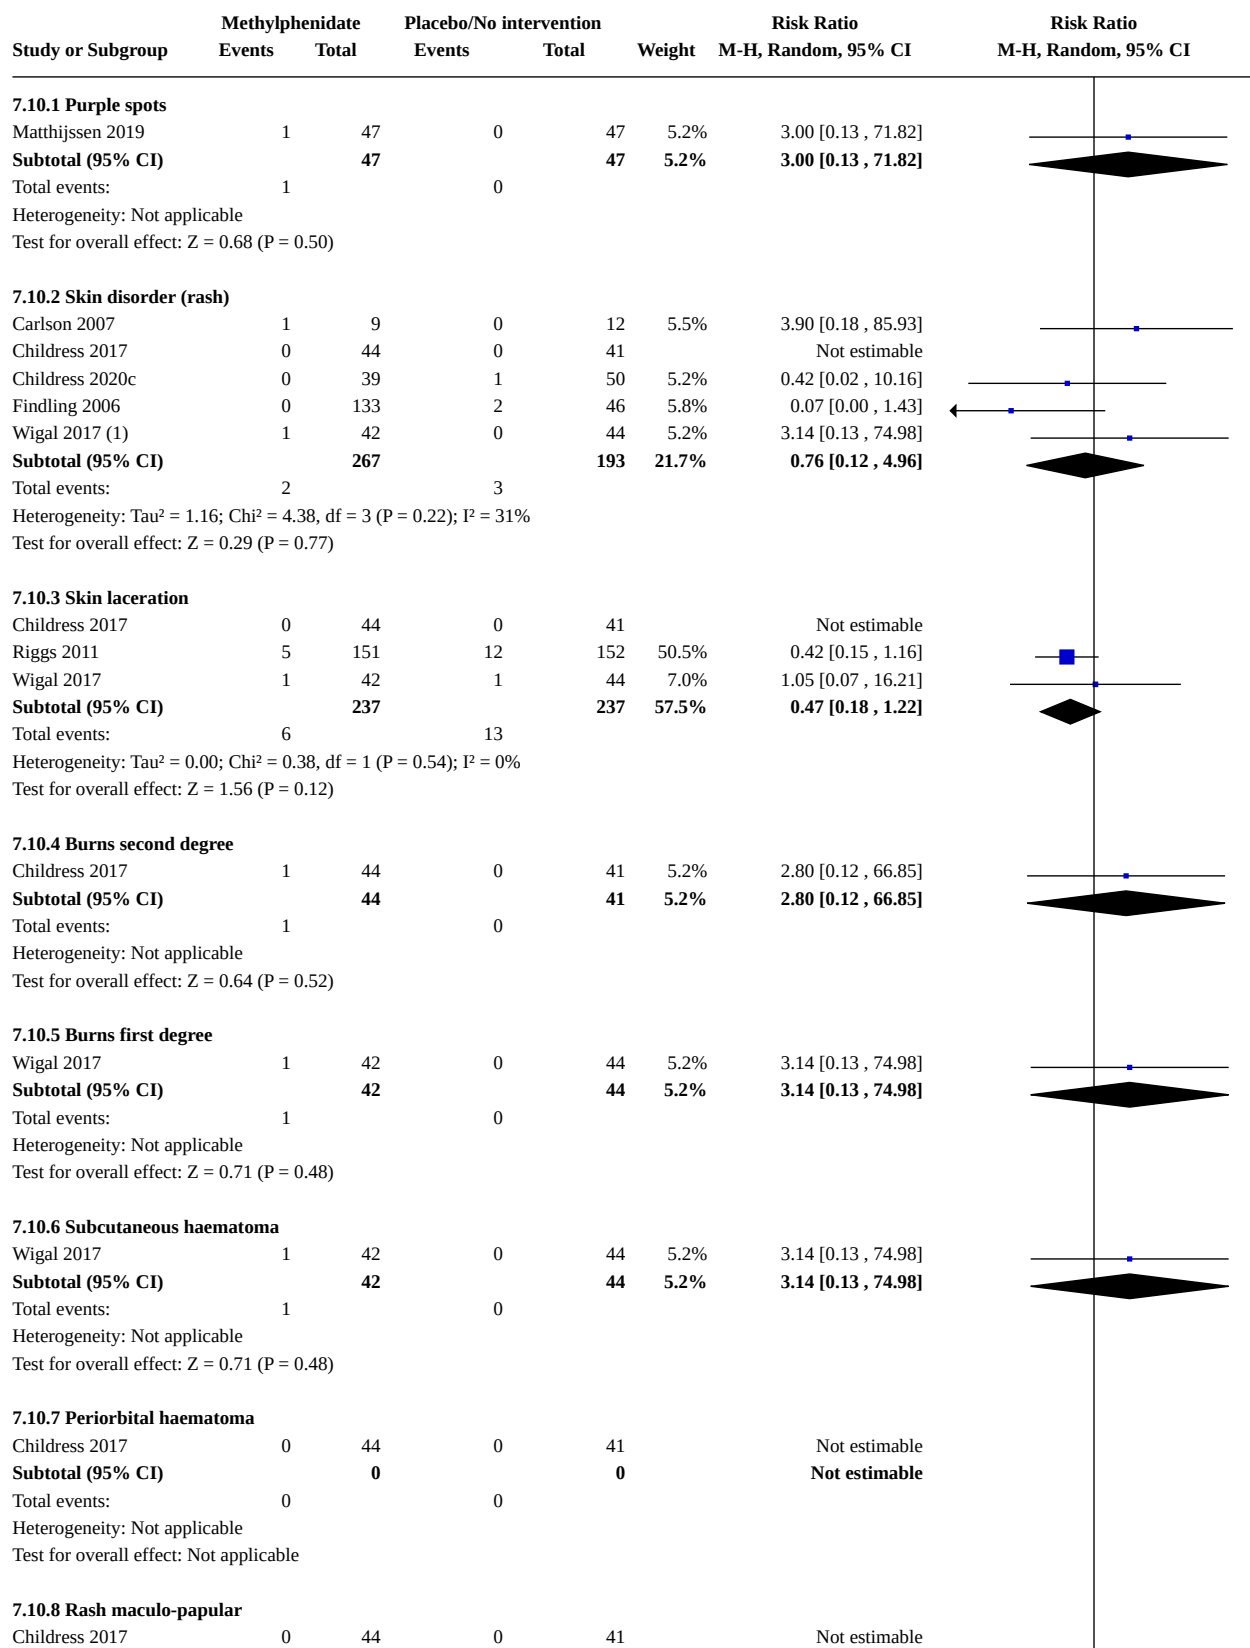 Methylphenidate Placebo/No intervention Risk Ratio Risk Ratio
Study or Subgroup Events Total Events Total Weight M-H, Random, 95% CI M-H, Random, 95% CI
7.10.1 Purple spots
Matthijssen 2019 1 47 0 47 5.2% 3.00 [0.13 , 71.82]
Subtotal (95% CI) 47 47 5.2% 3.00 [0.13 , 71.82]
Total events: 1 0
Heterogeneity: Not applicable
Test for overall effect: Z = 0.68 (P = 0.50)
7.10.2 Skin disorder (rash)
Carlson 2007 1 9 0 12 5.5% 3.90 [0.18 , 85.93]
Childress 2017 0 44 0 41 Not estimable
Childress 2020c 0 39 1 50 5.2% 0.42 [0.02 , 10.16]
Findling 2006 0 133 2 46 5.8% 0.07 [0.00 , 1.43]
Wigal 2017 (1) 1 42 0 44 5.2% 3.14 [0.13 , 74.98]
Subtotal (95% CI) 267 193 21.7% 0.76 [0.12 , 4.96]
Total events: 2 3
Heterogeneity: Tau² = 1.16; Chi² = 4.38, df = 3 (P = 0.22); I² = 31%
Test for overall effect: Z = 0.29 (P = 0.77)
7.10.3 Skin laceration
Childress 2017 0 44 0 41 Not estimable
Riggs 2011 5 151 12 152 50.5% 0.42 [0.15 , 1.16]
Wigal 2017 1 42 1 44 7.0% 1.05 [0.07 , 16.21]
Subtotal (95% CI) 237 237 57.5% 0.47 [0.18 , 1.22]
Total events: 6 13
Heterogeneity: Tau² = 0.00; Chi² = 0.38, df = 1 (P = 0.54); I² = 0%
Test for overall effect: Z = 1.56 (P = 0.12)
7.10.4 Burns second degree
Childress 2017 1 44 0 41 5.2% 2.80 [0.12 , 66.85]
Subtotal (95% CI) 44 41 5.2% 2.80 [0.12 , 66.85]
Total events: 1 0
Heterogeneity: Not applicable
Test for overall effect: Z = 0.64 (P = 0.52)
7.10.5 Burns first degree
Wigal 2017 1 42 0 44 5.2% 3.14 [0.13 , 74.98]
Subtotal (95% CI) 42 44 5.2% 3.14 [0.13 , 74.98]
Total events: 1 0
Heterogeneity: Not applicable
Test for overall effect: Z = 0.71 (P = 0.48)
7.10.6 Subcutaneous haematoma
Wigal 2017 1 42 0 44 5.2% 3.14 [0.13 , 74.98]
Subtotal (95% CI) 42 44 5.2% 3.14 [0.13 , 74.98]
Total events: 1 0
Heterogeneity: Not applicable
Test for overall effect: Z = 0.71 (P = 0.48)
7.10.7 Periorbital haematoma
Childress 2017 0 44 0 41 Not estimable
Subtotal (95% CI) 0 0 Not estimable
Total events: 0 0
Heterogeneity: Not applicable
Test for overall effect: Not applicable
7.10.8 Rash maculo-papular
Childress 2017 0 44 0 41 Not estimable